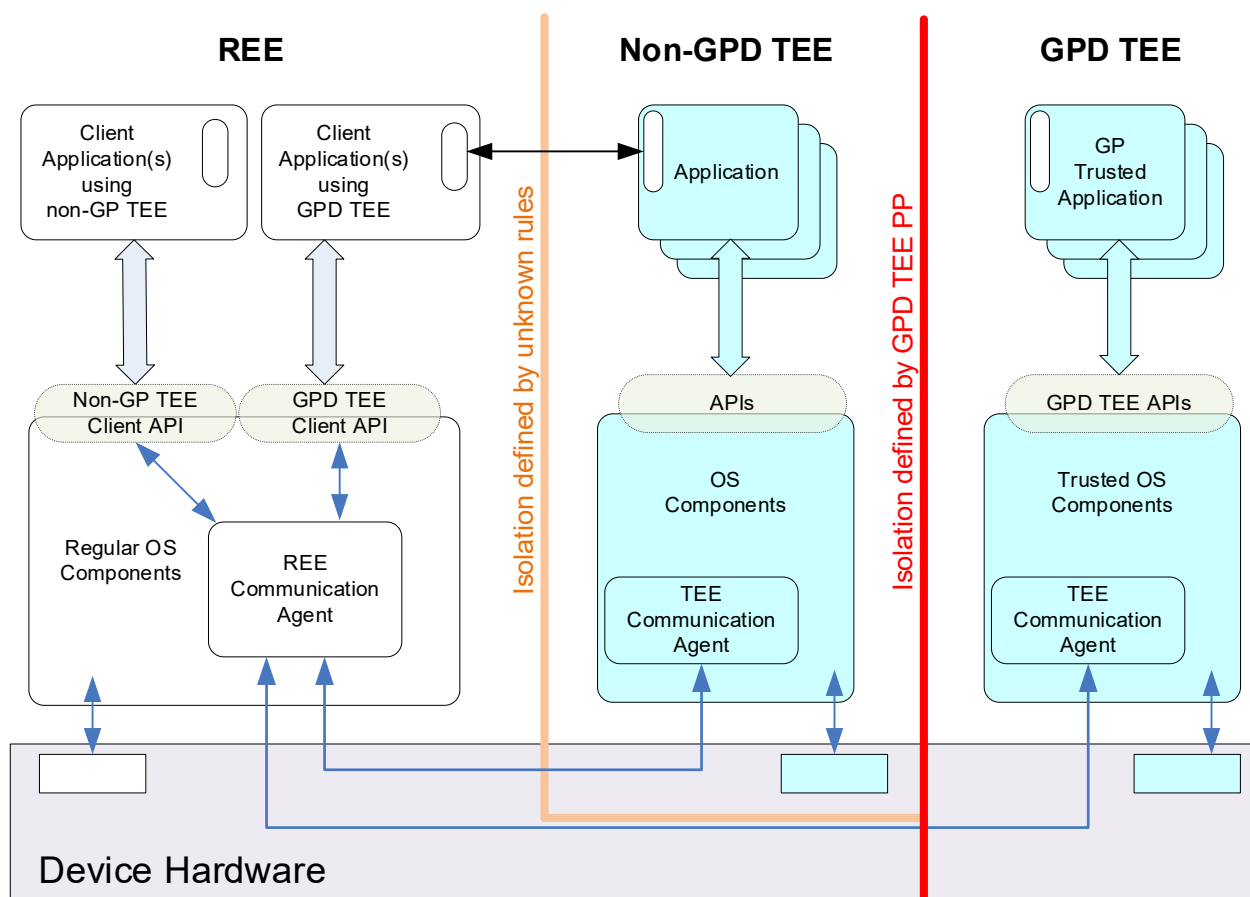 REE
Non-GPD TEE
GPD TEE
Client
Application(s)
using
non-GP TEE
Client
Application(s)
using
GPD TEE
Application
GP
Trusted
Application
Isolation defined by unknown rules
Isolation defined by GPD TEE PP
Non-GP TEE
Client API
GPD TEE
Client API
APIs
GPD TEE APIs
OS
Components
Trusted OS
Components
Regular OS
Components
REE
Communication
Agent
TEE
Communication
Agent
TEE
Communication
Agent
Device Hardware